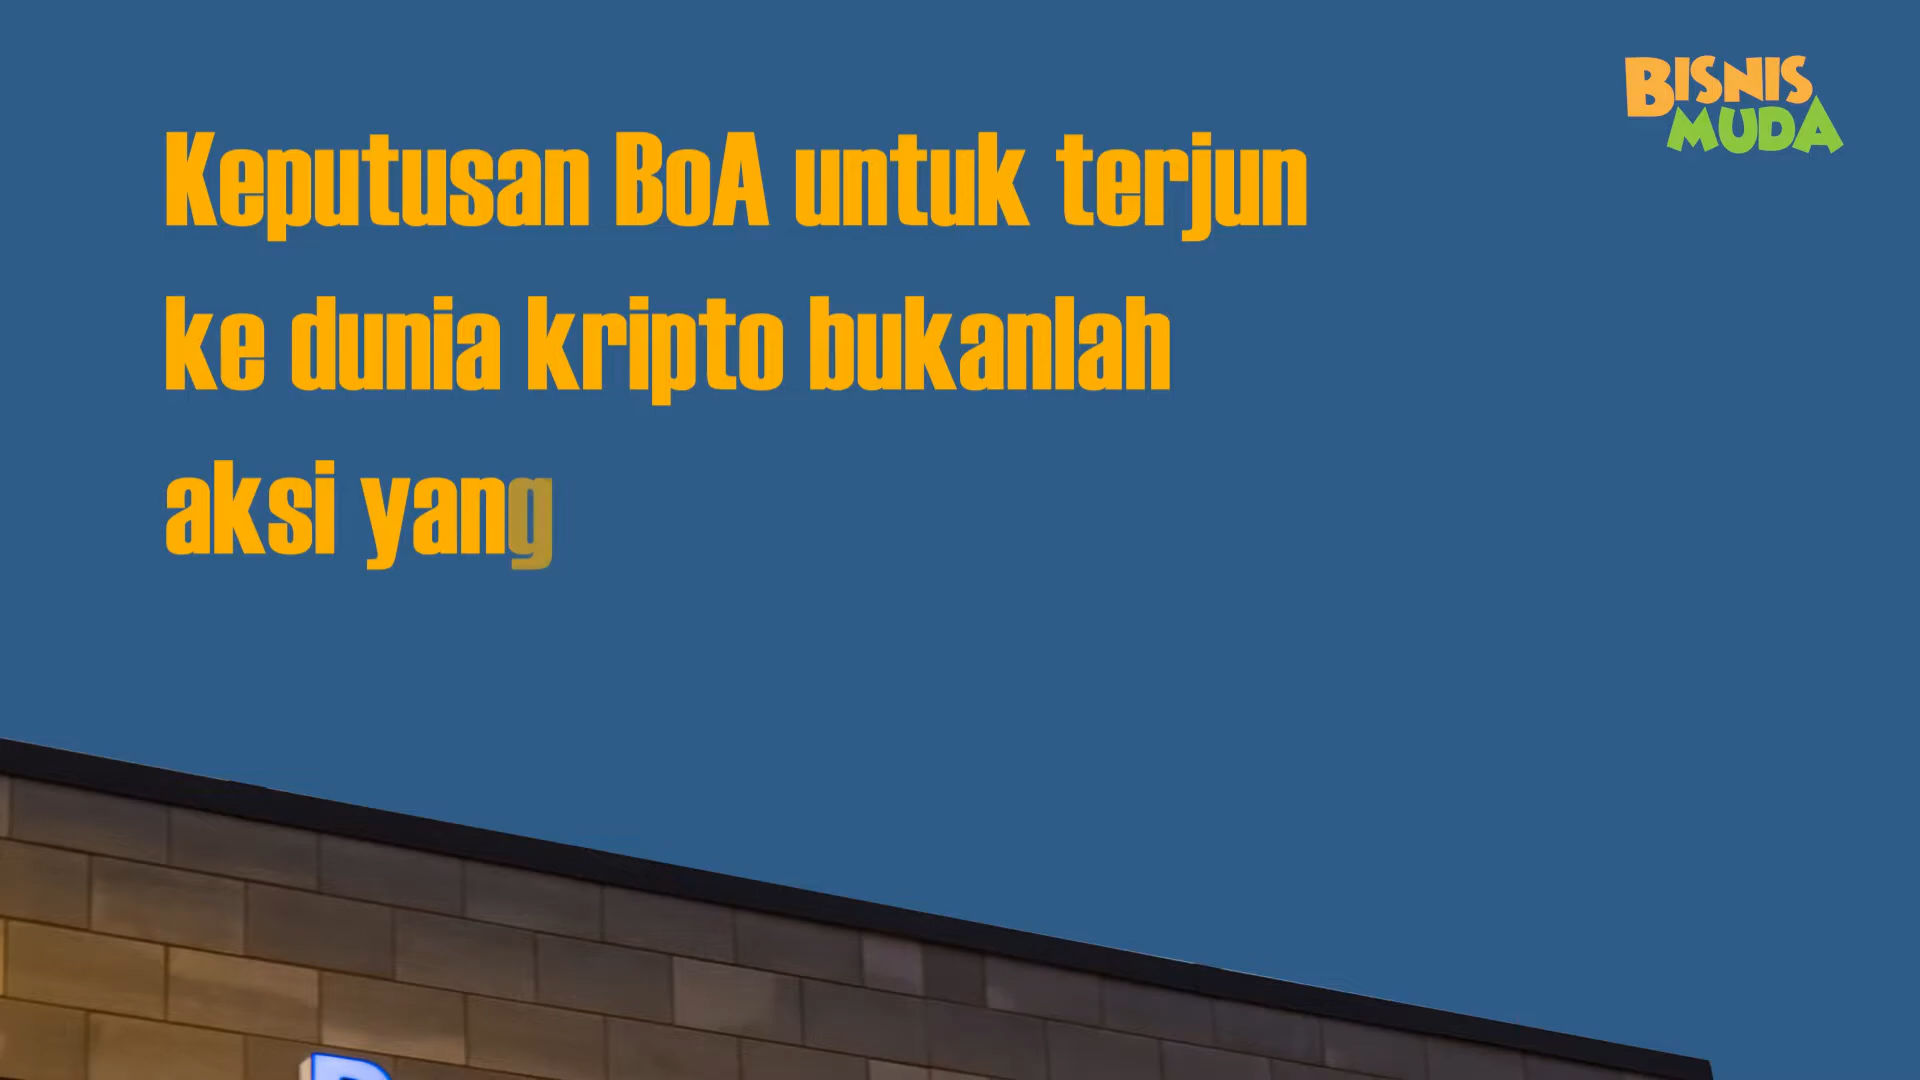 BISNIS
MUDA
Keputusan BoA untuk terjun
ke dunia kripto bukanlah
aksi yang